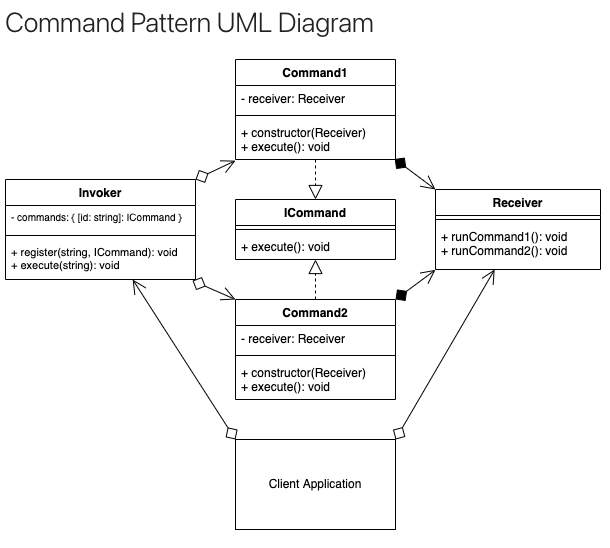 Command Pattern UML Diagram
Command1
- receiver: Receiver
+ constructor(Receiver)
+ execute(): void
Invoker
- commands: { [id: string]: ICommand }
+ register(string, ICommand): void
+ execute(string): void
ICommand
+ execute(): void
Receiver
+ runCommand1(): void
+ runCommand2(): void
Command2
- receiver: Receiver
+ constructor(Receiver)
+ execute(): void
Client Application